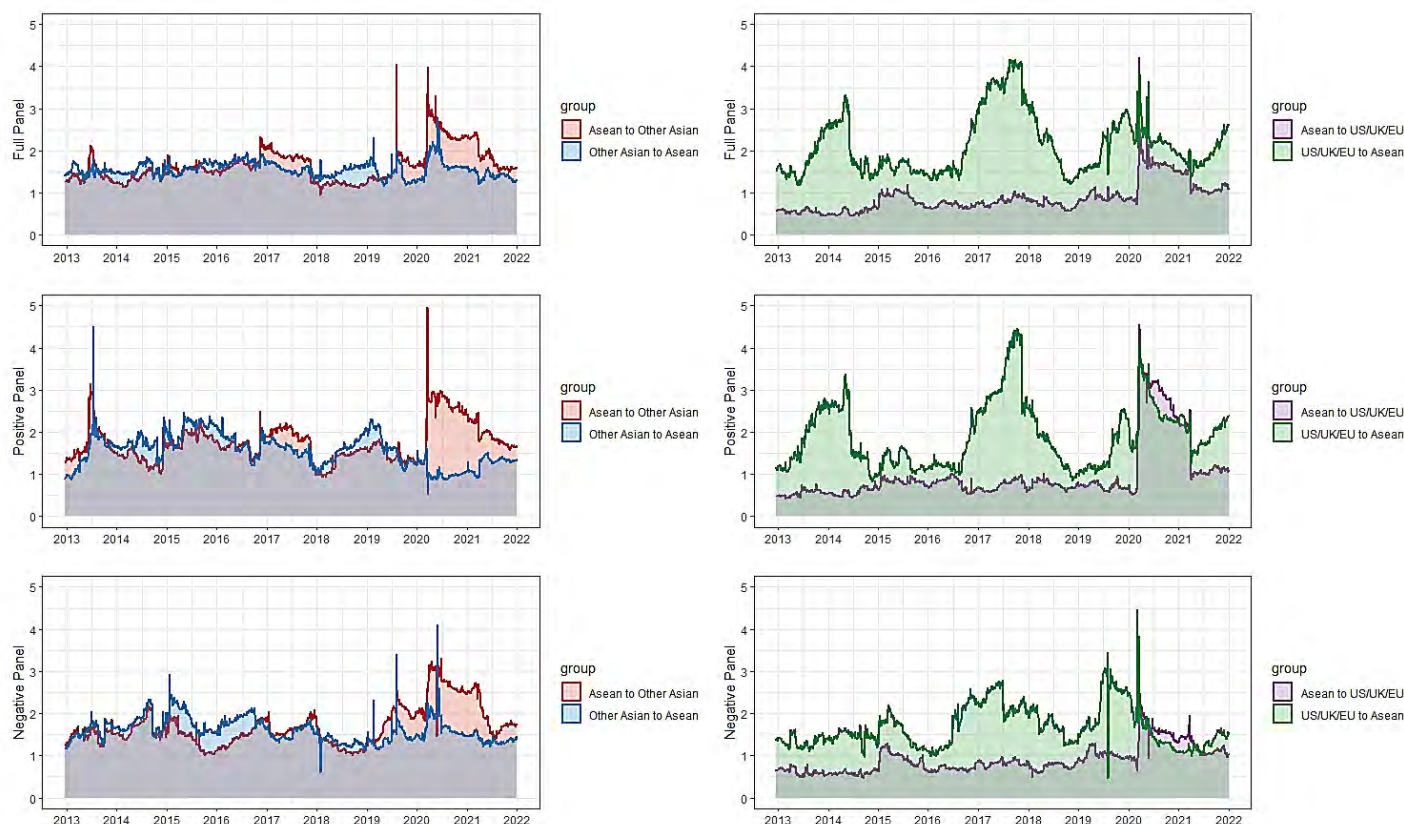 Full Panel
5
4
3
2
1
0
2013 2014 2015 2016 2017 2018 2019 2020 2021 2022
group
Asean to Other Asian
Other Asian to Asean
Full Panel
5
4
3
2
1
0
2013 2014 2015 2016 2017 2018 2019 2020 2021 2022
group
Asean to US/UK/EU
US/UK/EU to Asean
Positive Panel
5
4
3
2
1
0
2013 2014 2015 2016 2017 2018 2019 2020 2021 2022
group
Asean to Other Asian
Other Asian to Asean
Positive Panel
5
4
3
2
1
0
2013 2014 2015 2016 2017 2018 2019 2020 2021 2022
group
Asean to US/UK/EU
US/UK/EU to Asean
Negative Panel
5
4
3
2
1
0
2013 2014 2015 2016 2017 2018 2019 2020 2021 2022
group
Asean to Other Asian
Other Asian to Asean
Negative Panel
5
4
3
2
1
0
2013 2014 2015 2016 2017 2018 2019 2020 2021 2022
group
Asean to US/UK/EU
US/UK/EU to Asean